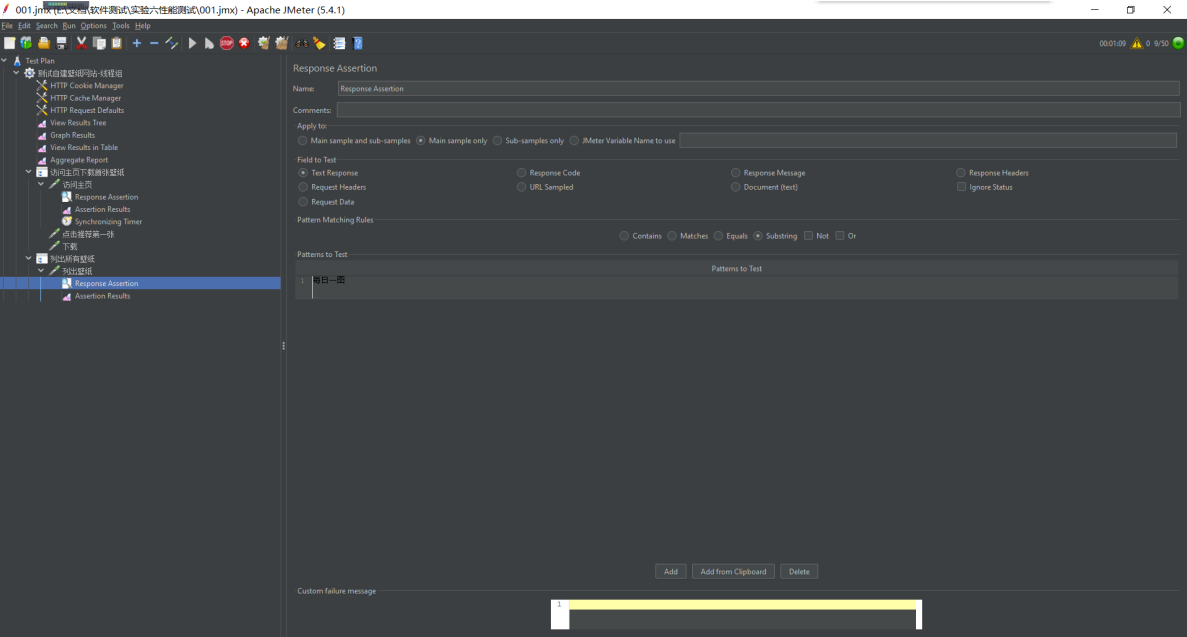 001.jmx (E:\文档\软件测试\实验六性能测试\001.jmx) - Apache JMeter (5.4.1)
File Edit Search Run Options Tools Help
00:01:09 0 9/50
Test Plan
测试自建壁纸网站-线程组
HTTP Cookie Manager
HTTP Cache Manager
HTTP Request Defaults
View Results Tree
Graph Results
View Results in Table
Aggregate Report
访问主页下载首张壁纸
访问主页
Response Assertion
Assertion Results
Synchronizing Timer
点击推荐第一张
下载
列出所有壁纸
列出壁纸
Response Assertion
Assertion Results
Response Assertion
Name: Response Assertion
Comments:
Apply to:
Main sample and sub-samples Main sample only Sub-samples only JMeter Variable Name to use
Field to Test
Text Response Response Code Response Message Response Headers
Request Headers URL Sampled Document (text) Ignore Status
Request Data
Pattern Matching Rules
Contains Matches Equals Substring Not Or
Patterns to Test
Patterns to Test
1 每日一图
Add Add from Clipboard Delete
Custom failure message
1